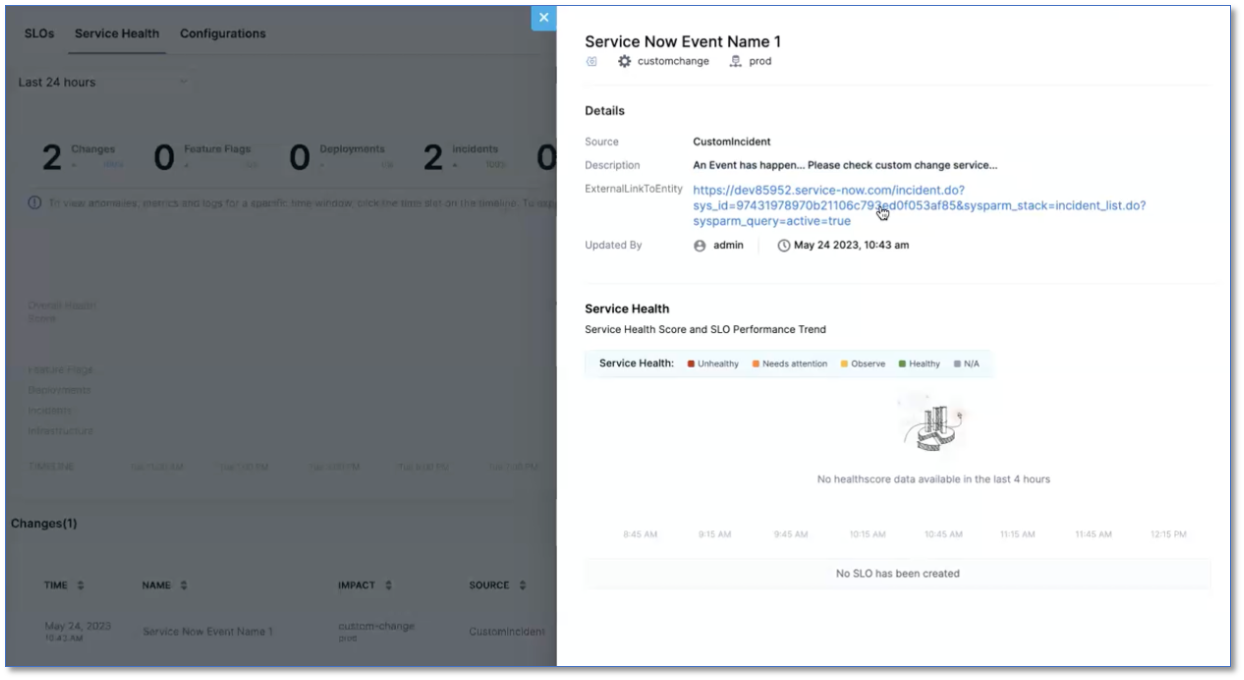 SLOs Service Health Configurations
Last 24 hours
2 Changes 0 Feature Flags 0 Deployments 2 Incidents 0
To view anomalies, metrics and logs for a specific time window, click the time slot on the timeline. To
Overall Health
Score
Feature Flags
Deployments
Incidents
Infrastructure
TIMELINE
Changes(1)
TIME NAME IMPACT SOURCE
May 24, 2023 Service Now Event Name 1 custom-change CustomIncident
10:43 AM prod
Service Now Event Name 1
customchange prod
Details
Source CustomIncident
Description An Event has happen... Please check custom change service...
ExternalLinkToEntity https://dev85952.service-now.com/incident.do?
sys_id=97431978970b21106c793ed0f053af85&sysparm_stack=incident_list.do?
sysparm_query=active=true
Updated By admin May 24 2023, 10:43 am
Service Health
Service Health Score and SLO Performance Trend
Service Health: Unhealthy Needs attention Observe Healthy N/A
No healthscore data available in the last 4 hours
8:45 AM 9:15 AM 9:45 AM 10:15 AM 10:45 AM 11:15 AM 11:45 AM 12:15 PM
No SLO has been created